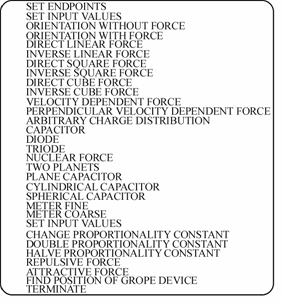 SET ENDPOINTS
SET INPUT VALUES
ORIENTATION WITHOUT FORCE
ORIENTATION WITH FORCE
DIRECT LINEAR FORCE
INVERSE LINEAR FORCE
DIRECT SQUARE FORCE
INVERSE SQUARE FORCE
DIRECT CUBE FORCE
INVERSE CUBE FORCE
VELOCITY DEPENDENT FORCE
PERPENDICULAR VELOCITY DEPENDENT FORCE
ARBITRARY CHARGE DISTRIBUTION
CAPACITOR
DIODE
TRIODE
NUCLEAR FORCE
TWO PLANETS
PLANE CAPACITOR
CYLINDRICAL CAPACITOR
SPHERICAL CAPACITOR
METER FINE
METER COARSE
SET INPUT VALUES
CHANGE PROPORTIONALITY CONSTANT
DOUBLE PROPORTIONALITY CONSTANT
HALVE PROPORTIONALITY CONSTANT
REPULSIVE FORCE
ATTRACTIVE FORCE
FIND POSITION OF GROPE DEVICE
TERMINATE